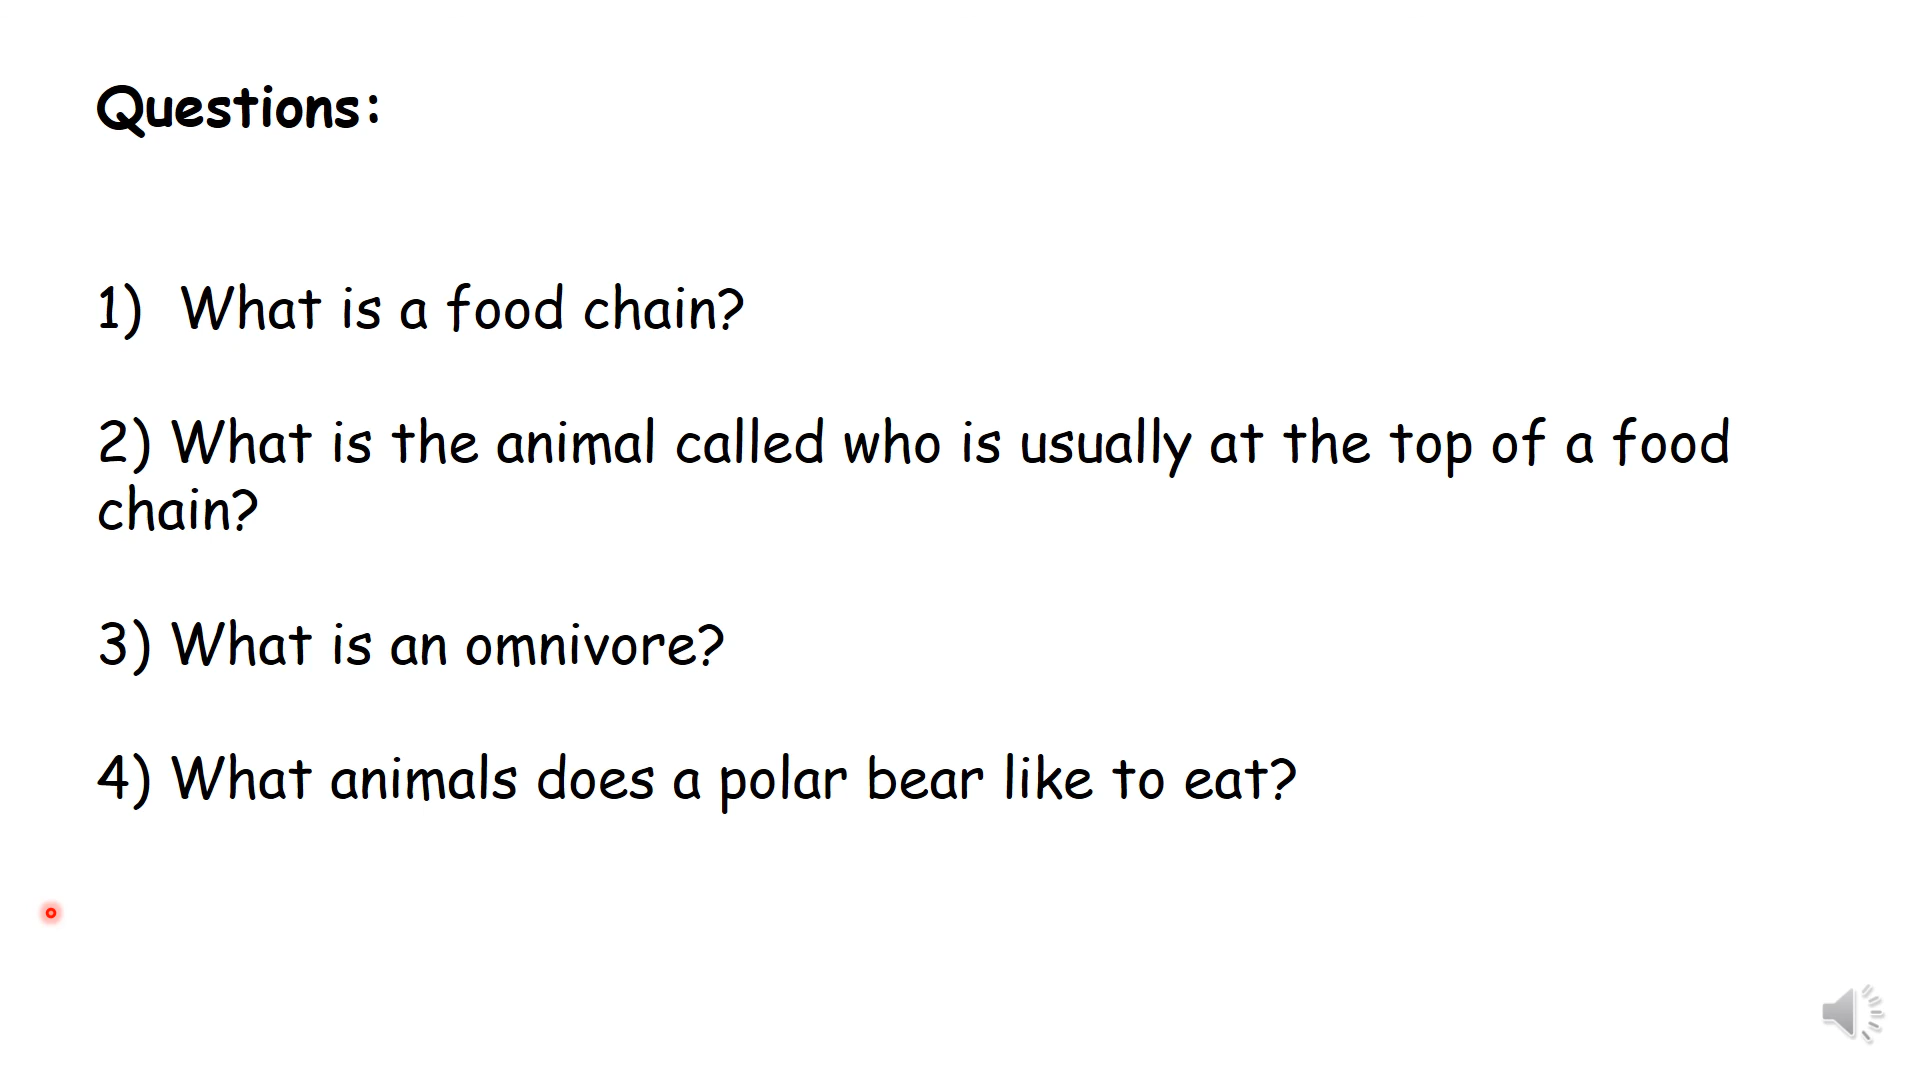 Questions:
1) What is a food chain?
2) What is the animal called who is usually at the top of a food
chain?
3) What is an omnivore?
4) What animals does a polar bear like to eat?